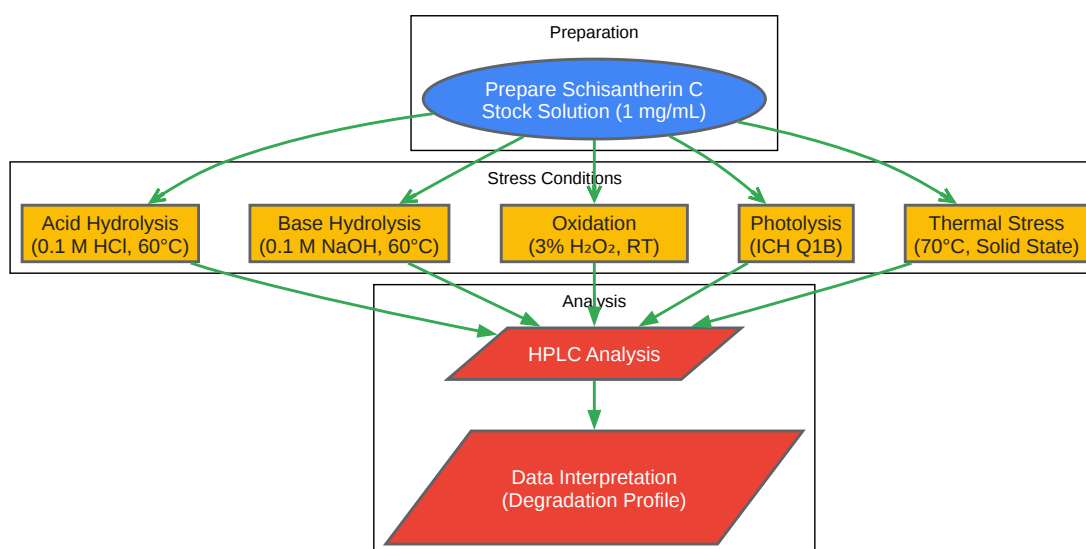 Preparation
Prepare Schisantherin C
Stock Solution (1 mg/mL)
Stress Conditions
Acid Hydrolysis
(0.1 M HCl, 60°C)
Base Hydrolysis
(0.1 M NaOH, 60°C)
Oxidation
(3% H₂O₂, RT)
Photolysis
(ICH Q1B)
Thermal Stress
(70°C, Solid State)
Analysis
HPLC Analysis
Data Interpretation
(Degradation Profile)